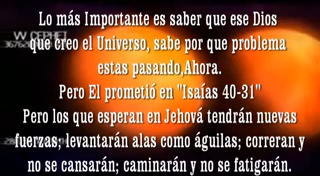 Lo más Importante es saber que ese Dios
que creo el Universo, sabe por que problema
estas pasando,Ahora.
Pero El prometió en "Isaías 40-31"
Pero los que esperan en Jehová tendrán nuevas
fuerzas; levantarán alas como águilas; correran y
no se cansarán; caminarán y no se fatigarán.